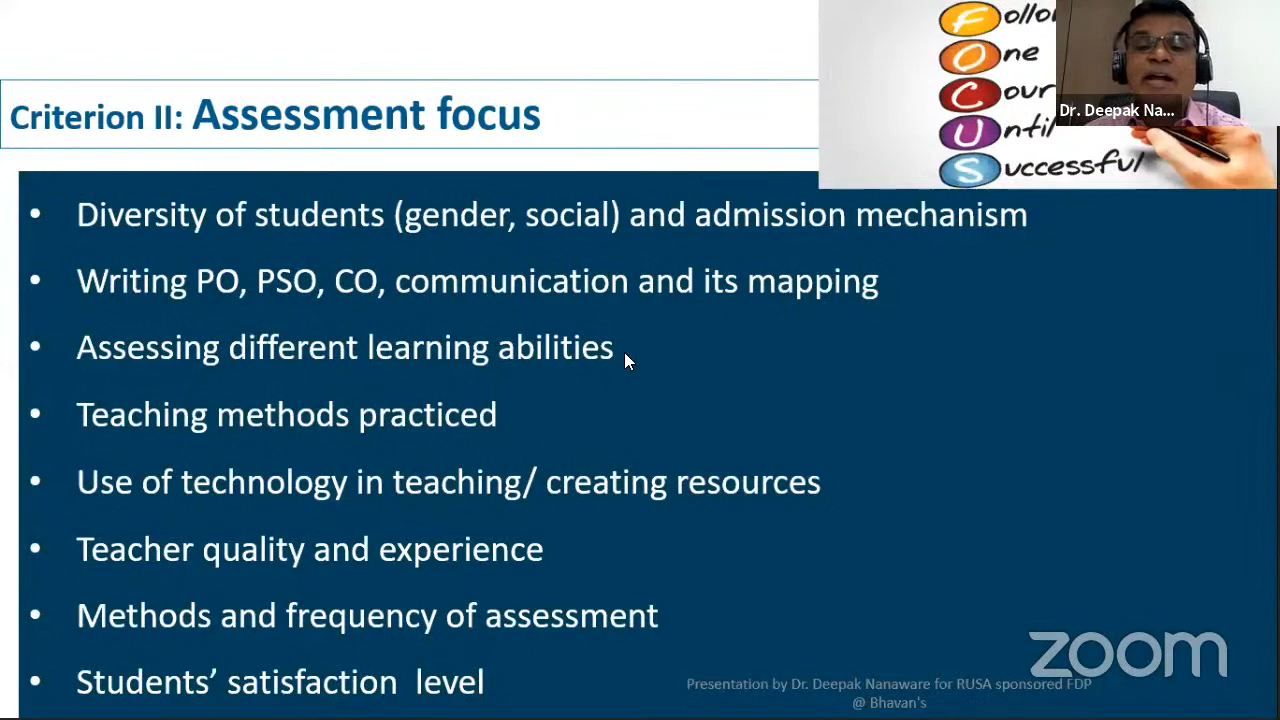 Follo
One
Cour
Until
Successful
Dr. Deepak Na...
Criterion II: Assessment focus
• Diversity of students (gender, social) and admission mechanism
• Writing PO, PSO, CO, communication and its mapping
• Assessing different learning abilities
• Teaching methods practiced
• Use of technology in teaching/ creating resources
• Teacher quality and experience
• Methods and frequency of assessment
• Students’ satisfaction level
zoom
Presentation by Dr. Deepak Nanaware for RUSA sponsored FDP
@ Bhavan's